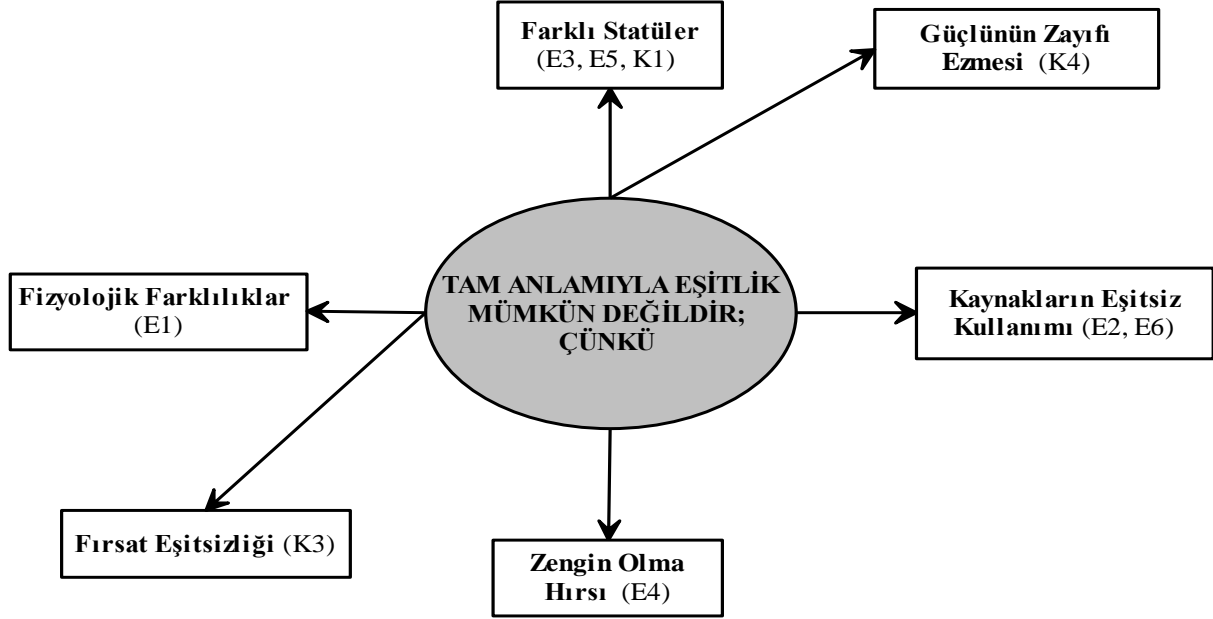 Farklı Statüler
(E3, E5, K1)
Güçlünün Zayıfı
Ezmesi (K4)
TAM ANLAMIYLA EŞİTLİK
MÜMKÜN DEĞİLDİR;
ÇÜNKÜ
Fizyolojik Farklılıklar
(E1)
Kaynakların Eşitsiz
Kullanımı (E2, E6)
Fırsat Eşitsizliği (K3)
Zengin Olma
Hırsı (E4)